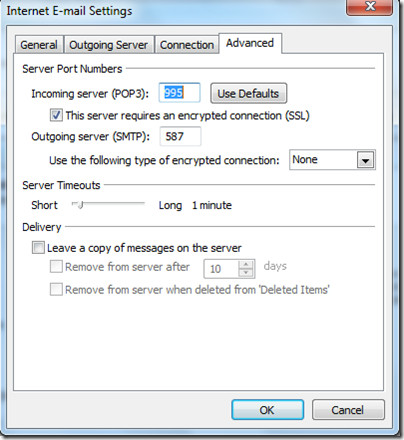 Internet E-mail Settings
General Outgoing Server Connection Advanced
Server Port Numbers
Incoming server (POP3): 995 Use Defaults
This server requires an encrypted connection (SSL)
Outgoing server (SMTP): 587
Use the following type of encrypted connection: None
Server Timeouts
Short Long 1 minute
Delivery
Leave a copy of messages on the server
Remove from server after 10 days
Remove from server when deleted from 'Deleted Items'
OK Cancel